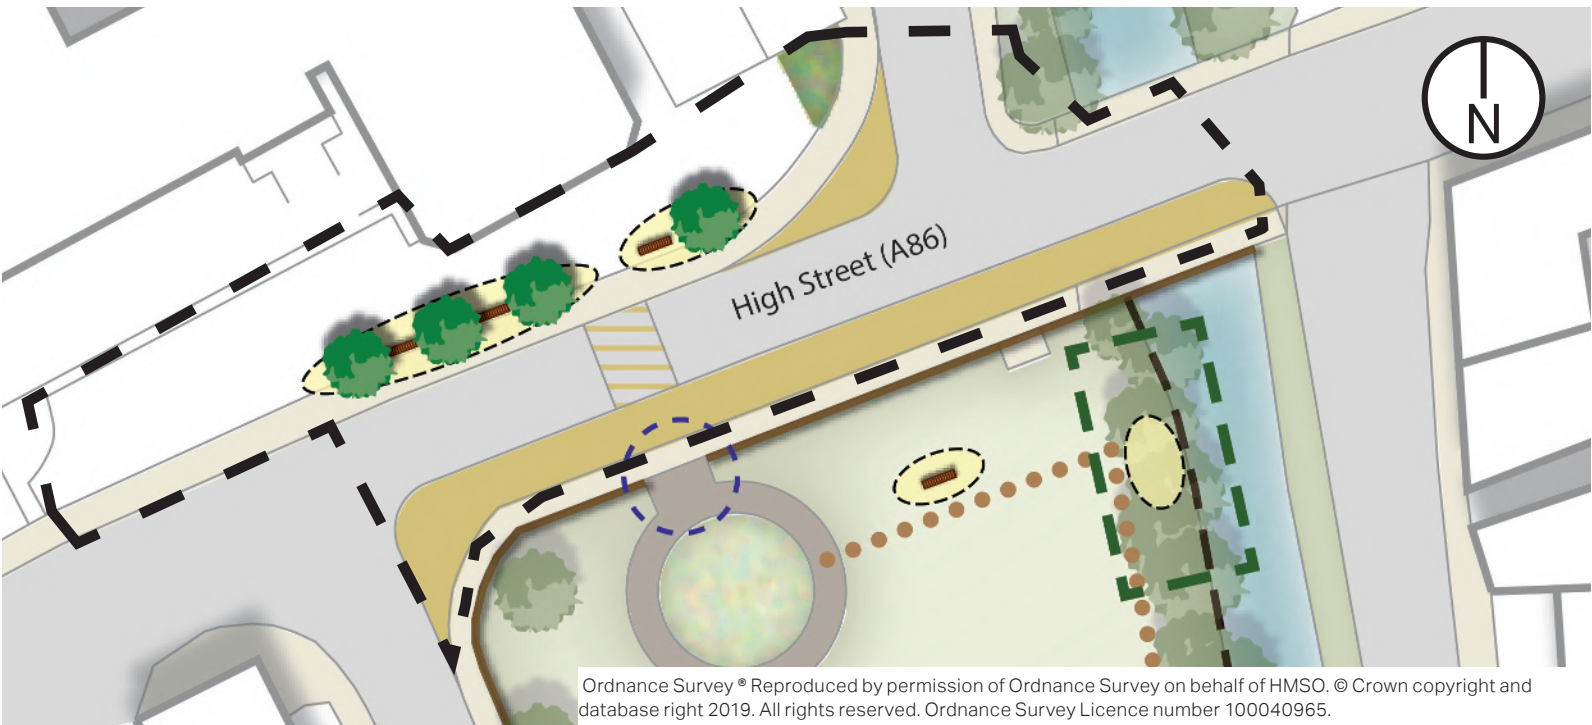 N
High Street (A86)
Ordnance Survey ® Reproduced by permission of Ordnance Survey on behalf of HMSO. © Crown copyright and
database right 2019. All rights reserved. Ordnance Survey Licence number 100040965.